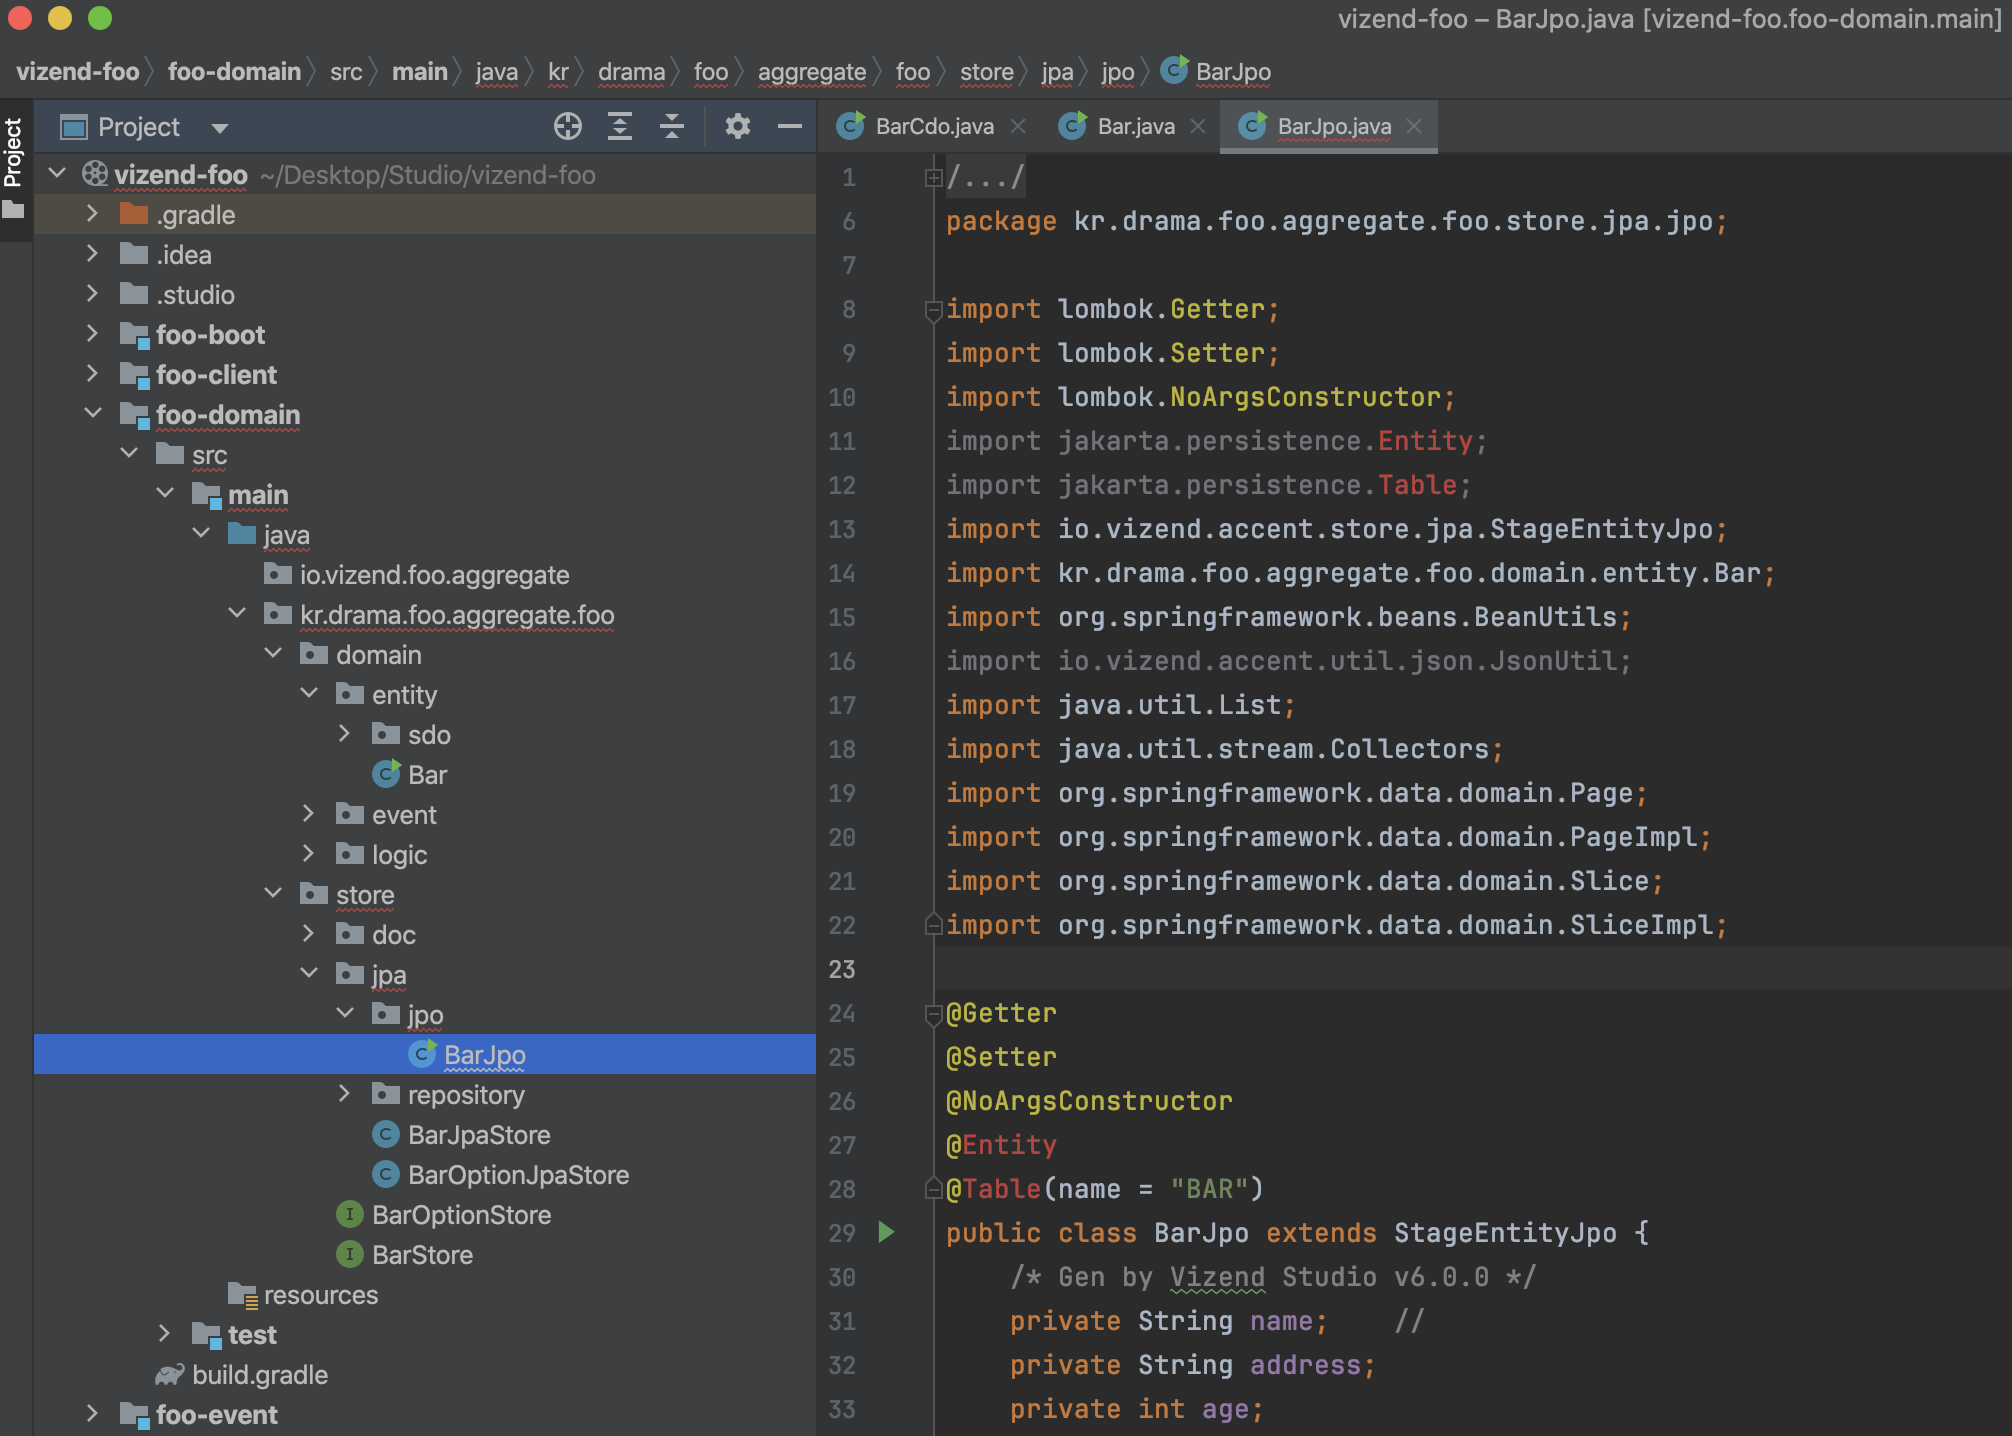 vizend-foo – BarJpo.java [vizend-foo.foo-domain.main]
vizend-foo foo-domain src main java kr drama foo aggregate foo store jpa jpo BarJpo
Project
Project
BarCdo.java
Bar.java
BarJpo.java
vizend-foo ~/Desktop/Studio/vizend-foo
.gradle
.idea
.studio
foo-boot
foo-client
foo-domain
src
main
java
io.vizend.foo.aggregate
kr.drama.foo.aggregate.foo
domain
entity
sdo
Bar
event
logic
store
doc
jpa
jpo
BarJpo
repository
BarJpaStore
BarOptionJpaStore
BarOptionStore
BarStore
resources
test
build.gradle
foo-event
1 /.../
6 package kr.drama.foo.aggregate.foo.store.jpa.jpo;
7
8 import lombok.Getter;
9 import lombok.Setter;
10 import lombok.NoArgsConstructor;
11 import jakarta.persistence.Entity;
12 import jakarta.persistence.Table;
13 import io.vizend.accent.store.jpa.StageEntityJpo;
14 import kr.drama.foo.aggregate.foo.domain.entity.Bar;
15 import org.springframework.beans.BeanUtils;
16 import io.vizend.accent.util.json.JsonUtil;
17 import java.util.List;
18 import java.util.stream.Collectors;
19 import org.springframework.data.domain.Page;
20 import org.springframework.data.domain.PageImpl;
21 import org.springframework.data.domain.Slice;
22 import org.springframework.data.domain.SliceImpl;
23
24 @Getter
25 @Setter
26 @NoArgsConstructor
27 @Entity
28 @Table(name = "BAR")
29 public class BarJpo extends StageEntityJpo {
30 /* Gen by Vizend Studio v6.0.0 */
31 private String name; //
32 private String address;
33 private int age;